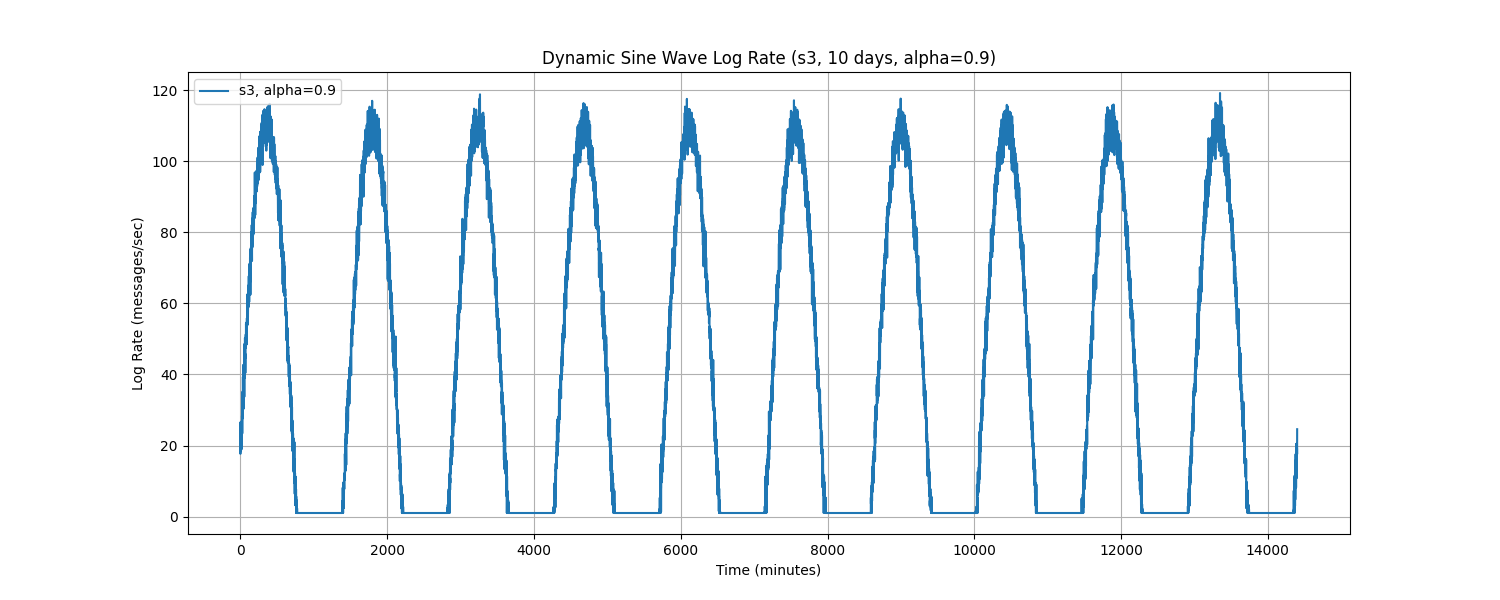 Dynamic Sine Wave Log Rate (s3, 10 days, alpha=0.9)
s3, alpha=0.9
Log Rate (messages/sec)
120
100
80
60
40
20
0
0 2000 4000 6000 8000 10000 12000 14000
Time (minutes)